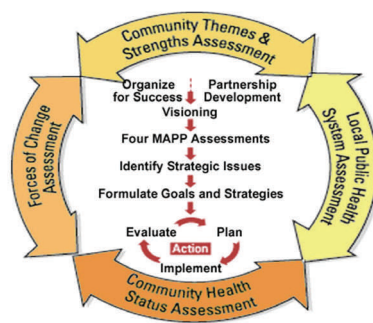 Community Themes &
Strengths Assessment
Organize
for Success
Partnership
Development
Visioning
Four MAPP Assessments
Identify Strategic Issues
Formulate Goals and Strategies
Evaluate
Plan
Action
Implement
Forces of Change
Assessment
Local Public Health
System Assessment
Community Health
Status Assessment